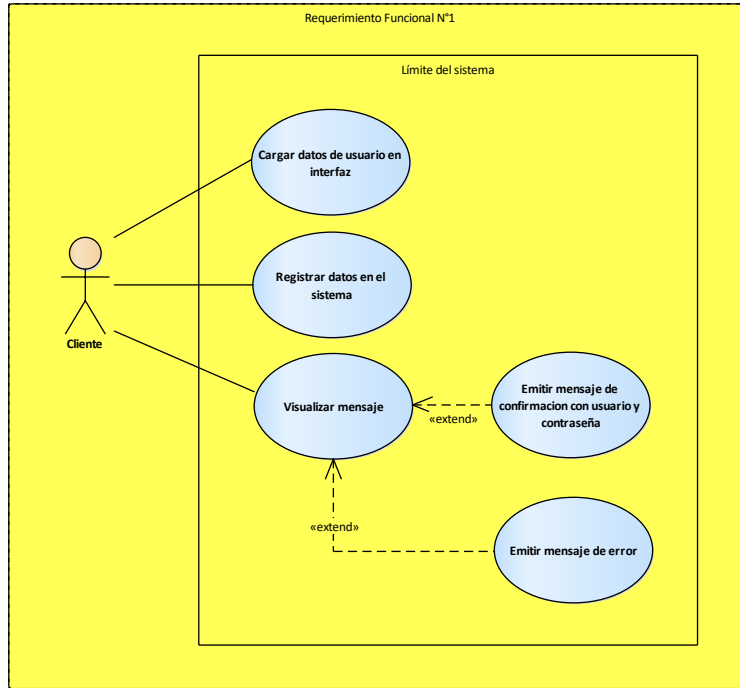 Requerimiento Funcional N°1
Límite del sistema
Cargar datos de usuario en
interfaz
Registrar datos en el
sistema
Cliente
Visualizar mensaje
Emitir mensaje de
confirmacion con usuario y
contraseña
«extend»
«extend»
Emitir mensaje de error